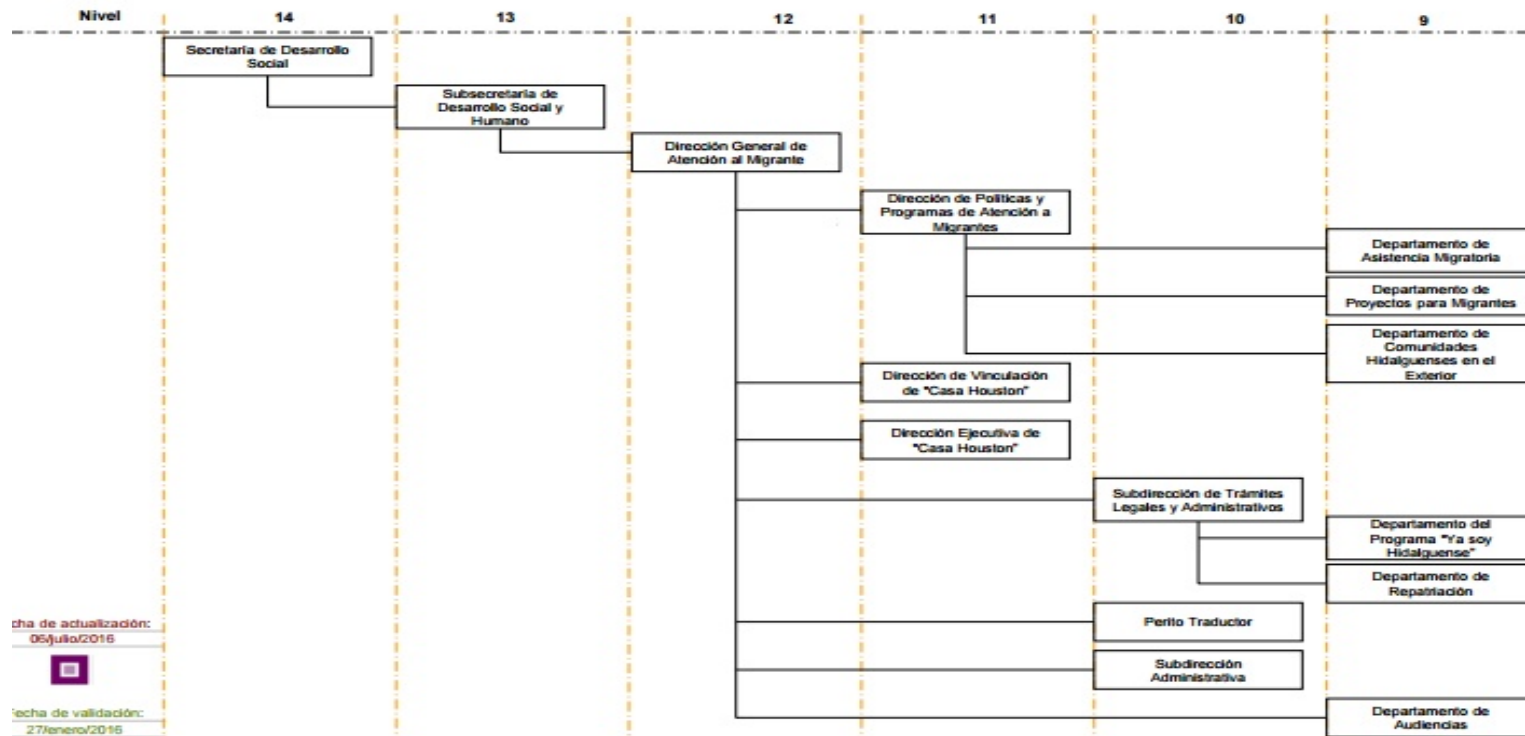 Nivel 14 13 12 11 10 9
Secretaría de Desarrollo
Social
Subsecretaría de
Desarrollo Social y
Humano
Dirección General de
Atención al Migrante
Dirección de Políticas y
Programas de Atención a
Migrantes
Departamento de
Asistencia Migratoria
Departamento de
Proyectos para Migrantes
Departamento de
Comunidades
Hidalguenses en el
Exterior
Dirección de Vinculación
de "Casa Houston"
Dirección Ejecutiva de
"Casa Houston"
Subdirección de Trámites
Legales y Administrativos
Departamento del
Programa "Ya soy
Hidalguense"
Departamento de
Repatriación
Perito Traductor
Subdirección
Administrativa
Departamento de
Audiencias
cha de actualización:
06/julio/2016
echa de validación:
27/enero/2016